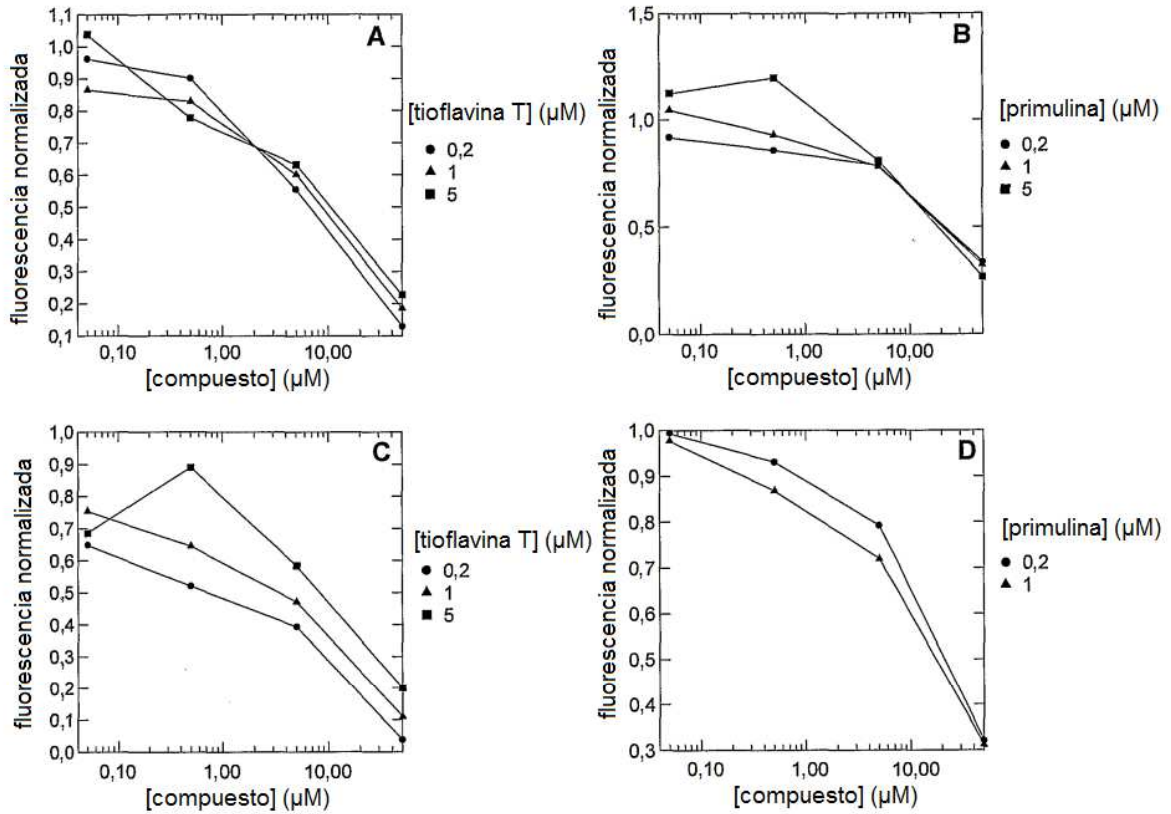 A
fluorescencia normalizada
1,1
1,0
0,9
0,8
0,7
0,6
0,5
0,4
0,3
0,2
0,1
0,10 1,00 10,00
[compuesto] (µM)
[tioflavina T] (µM)
0,2
1
5
B
fluorescencia normalizada
1,5
1,0
0,5
0,0
0,10 1,00 10,00
[compuesto] (µM)
[primulina] (µM)
0,2
1
5
C
fluorescencia normalizada
1,0
0,9
0,8
0,7
0,6
0,5
0,4
0,3
0,2
0,1
0,0
0,10 1,00 10,00
[compuesto] (µM)
[tioflavina T] (µM)
0,2
1
5
D
fluorescencia normalizada
1,0
0,9
0,8
0,7
0,6
0,5
0,4
0,3
0,10 1,00 10,00
[compuesto] (µM)
[primulina] (µM)
0,2
1